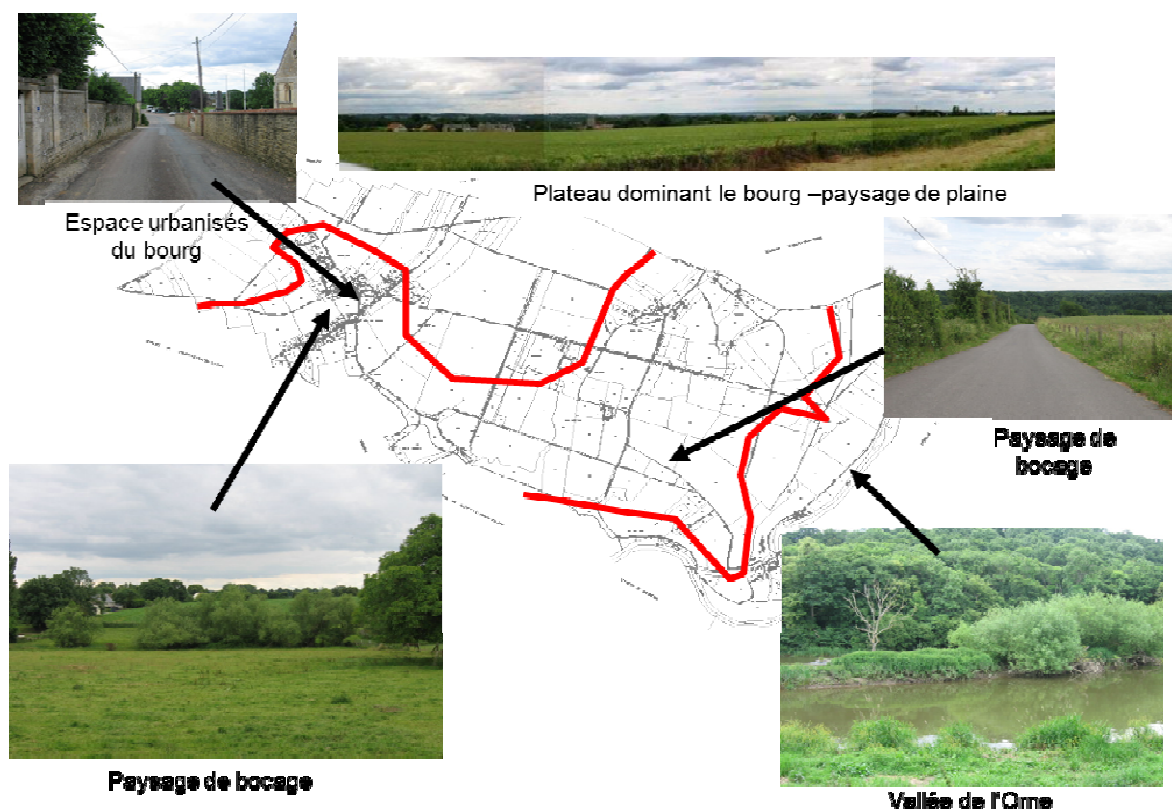 Plateau dominant le bourg –paysage de plaine
Espace urbanisés
du bourg
Paysage de
bocage
Paysage de bocage
Vallée de l'Orne